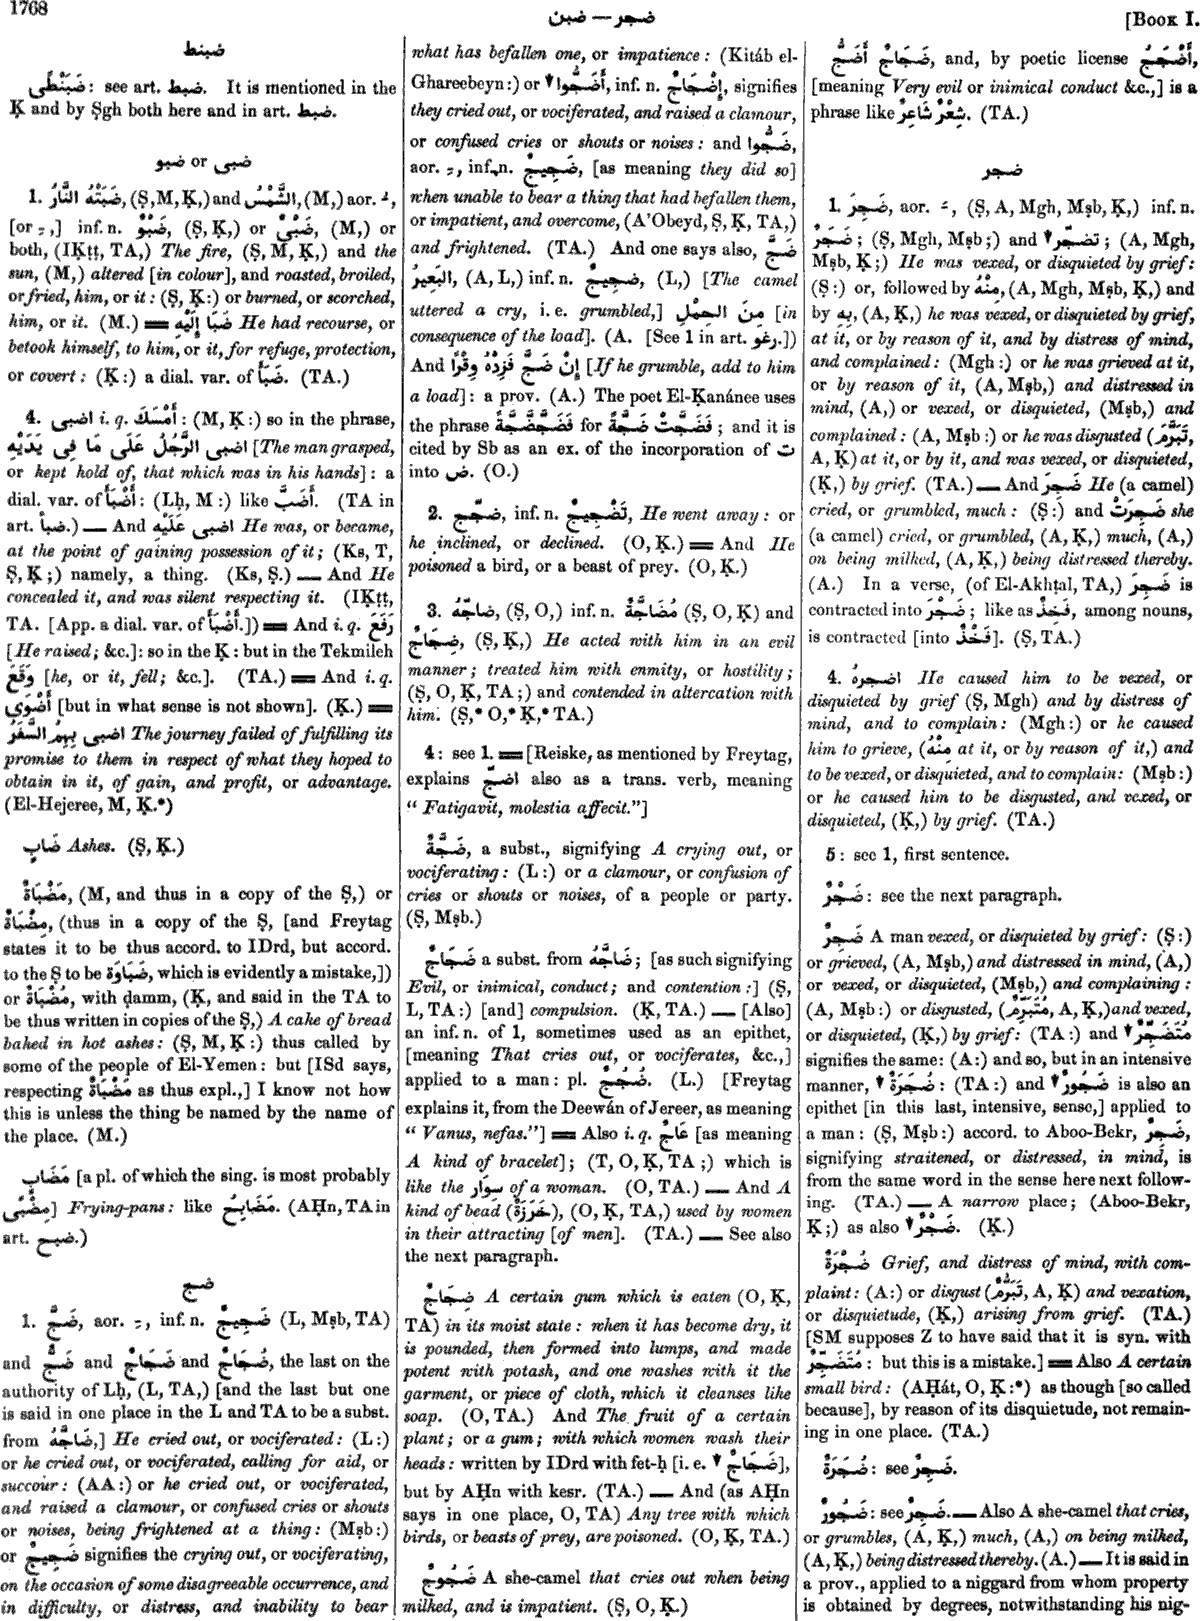 1768
ضبن — ضجر
[BOOK I.
ضبنط
ضَبَنْطًى: see art. ضبط. It is mentioned in the
Ḳ and by Ṣgh both here and in art. ضبط.
ضبو or ضبى
1. ضَبَتْهُ النَّارُ, (Ṣ,M,Ḳ,) and الشَّمْسُ, (M,) aor. ـُ,
[or ـِ,] inf. n. ضَبْوٌ, (Ṣ, Ḳ,) or ضَبْىٌ, (M,) or
both, (IḲṭṭ, TA,) The fire, (Ṣ, M, Ḳ,) and the
sun, (M,) altered [in colour], and roasted, broiled,
or fried, him, or it: (Ṣ, Ḳ:) or burned, or scorched,
him, or it. (M.) ═ ضَبَا إِلَيْهِ He had recourse, or
betook himself, to him, or it, for refuge, protection,
or covert: (Ḳ:) a dial. var. of ضَبَأَ. (TA.)
4. اضبى i. q. أَمْسَكَ: (M, Ḳ:) so in the phrase,
اضبى الرَّجُلُ عَلَى مَا فِى يَدَيْهِ [The man grasped,
or kept hold of, that which was in his hands]: a
dial. var. of أَضْبَأَ: (Lḥ, M:) like أَضَبَّ. (TA in
art. ضبأ.) — And اضبى عَلَيْهِ He was, or became,
at the point of gaining possession of it; (Ks, T,
Ṣ, Ḳ;) namely, a thing. (Ks, Ṣ.) — And He
concealed it, and was silent respecting it. (IḲṭṭ,
TA. [App. a dial. var. of أَضْبَأَ.]) ═ And i. q. رَفَعَ
[He raised; &c.]: so in the Ḳ: but in the Tekmileh
وَقَعَ [he, or it, fell; &c.]. (TA.) ═ And i. q.
أَضْوَى [but in what sense is not shown]. (Ḳ.) ═
اضبى بِهِمُ السَّفَرُ The journey failed of fulfilling its
promise to them in respect of what they hoped to
obtain in it, of gain, and profit, or advantage.
(El-Hejeree, M, Ḳ.*)
ضَابٍ Ashes. (Ṣ, Ḳ.)
مَضْبَاةٌ, (M, and thus in a copy of the Ṣ,) or
مِضْبَاةٌ, (thus in a copy of the Ṣ, [and Freytag
states it to be thus accord. to IDrd, but accord.
to the Ṣ to be ضَبَاوَةٌ, which is evidently a mistake,])
or مُضْبَاةٌ, with ḍamm, (Ḳ, and said in the TA to
be thus written in copies of the Ṣ,) A cake of bread
baked in hot ashes: (Ṣ, M, Ḳ:) thus called by
some of the people of El-Yemen: but [ISd says,
respecting مَضْبَاةٌ as thus expl.,] I know not how
this is unless the thing be named by the name of
the place. (M.)
مَضَابٍ [a pl. of which the sing. is most probably
مِضْبًى] Frying-pans: like مَضَابِحُ. (AḤn, TA in
art. ضبح.)
ضج
1. ضَجَّ, aor. ـِ, inf. n. ضَجِيجٌ (L, Mṣb, TA)
and ضَجٌّ and ضَجَاجٌ and ضُجَاجٌ, the last on the
authority of Lḥ, (L, TA,) [and the last but one
is said in one place in the L and TA to be a subst.
from ضَاجَّهُ,] He cried out, or vociferated: (L:)
or he cried out, or vociferated, calling for aid, or
succour: (AA:) or he cried out, or vociferated,
and raised a clamour, or confused cries or shouts
or noises, being frightened at a thing: (Mṣb:)
or ضَجِيجٌ signifies the crying out, or vociferating,
on the occasion of some disagreeable occurrence, and
in difficulty, or distress, and inability to bear
what has befallen one, or impatience: (Kitáb el-
Ghareebeyn:) or ▼أَضَجُّوا, inf. n. إِضْجَاجٌ, signifies
they cried out, or vociferated, and raised a clamour,
or confused cries or shouts or noises: and ضَجُّوا,
aor. ـِ, inf. n. ضَجِيجٌ, [as meaning they did so]
when unable to bear a thing that had befallen them,
or impatient, and overcome, (A'Obeyd, Ṣ, Ḳ, TA,)
and frightened. (TA.) And one says also, ضَجَّ
البَعِيرُ, (A, L,) inf. n. ضَجِيجٌ, (L,) [The camel
uttered a cry, i. e. grumbled,] مِنَ الحِمْلِ [in
consequence of the load]. (A. [See 1 in art. رغو.])
And إِنْ ضَجَّ فَزِدْهُ وِقْرًا [If he grumble, add to him
a load]: a prov. (A.) The poet El-Ḳanánee uses
the phrase فَضَجَضَّجَّةً for فَضَجَّتْ ضَجَّةً; and it is
cited by Sb as an ex. of the incorporation of ت
into ض. (O.)
2. ضجّج, inf. n. تَضْجِيجٌ, He went away: or
he inclined, or declined. (O, Ḳ.) ═ And He
poisoned a bird, or a beast of prey. (O, Ḳ.)
3. ضاجّهُ, (Ṣ, O,) inf. n. مُضَاجَّةٌ (Ṣ, O, Ḳ) and
ضِجَاجٌ, (Ṣ, Ḳ,) He acted with him in an evil
manner; treated him with enmity, or hostility;
(Ṣ, O, Ḳ, TA;) and contended in altercation with
him. (Ṣ,* O,* Ḳ,* TA.)
4: see 1. ═ [Reiske, as mentioned by Freytag,
explains اضجّ also as a trans. verb, meaning
"Fatigavit, molestia affecit."]
ضَجَّةٌ, a subst., signifying A crying out, or
vociferating: (L:) or a clamour, or confusion of
cries or shouts or noises, of a people or party.
(Ṣ, Mṣb.)
ضَجَاجٌ a subst. from ضَاجَّهُ; [as such signifying
Evil, or inimical, conduct; and contention:] (Ṣ,
L, TA:) [and] compulsion. (Ḳ, TA.) — [Also]
an inf. n. of 1, sometimes used as an epithet,
[meaning That cries out, or vociferates, &c.,]
applied to a man: pl. ضُجُجٌ. (L.) [Freytag
explains it, from the Deewán of Jereer, as meaning
"Vanus, nefas."] ═ Also i. q. عَاجٌ [as meaning
A kind of bracelet]; (T, O, Ḳ, TA;) which is
like the سِوَار of a woman. (O, TA.) — And A
kind of bead (خَرَزَةٌ), (O, Ḳ, TA,) used by women
in their attracting [of men]. (TA.) — See also
the next paragraph.
ضِجَاجٌ A certain gum which is eaten (O, Ḳ,
TA) in its moist state: when it has become dry, it
is pounded, then formed into lumps, and made
potent with potash, and one washes with it the
garment, or piece of cloth, which it cleanses like
soap. (O, TA.) And The fruit of a certain
plant; or a gum; with which women wash their
heads: written by IDrd with fet-ḥ [i. e. ▼ضَجَاجٌ],
but by AḤn with kesr. (TA.) — And (as AḤn
says in one place, O, TA) Any tree with which
birds, or beasts of prey, are poisoned. (O, Ḳ, TA.)
ضَجُوجٌ A she-camel that cries out when being
milked, and is impatient. (Ṣ, O, Ḳ.)
ضَجَاجٌ أَضَجُّ, and, by poetic license أَضْجَجُ,
[meaning Very evil or inimical conduct &c.,] is a
phrase like شِعْرٌ شَاعِرٌ. (TA.)
ضجر
1. ضَجِرَ, aor. ـَ, (Ṣ, A, Mgh, Mṣb, Ḳ,) inf. n.
ضَجَرٌ; (Ṣ, Mgh, Mṣb;) and ▼تضجّر; (A, Mgh,
Mṣb, Ḳ;) He was vexed, or disquieted by grief:
(Ṣ:) or, followed by مِنْهُ, (A, Mgh, Mṣb, Ḳ,) and
by بِهِ, (A, Ḳ,) he was vexed, or disquieted by grief,
at it, or by reason of it, and by distress of mind,
and complained: (Mgh:) or he was grieved at it,
or by reason of it, (A, Mṣb,) and distressed in
mind, (A,) or vexed, or disquieted, (Mṣb,) and
complained: (A, Mṣb:) or he was disgusted (تَبَرَّمَ,
A, Ḳ) at it, or by it, and was vexed, or disquieted,
(Ḳ,) by grief. (TA.) — And ضَجِرَ He (a camel)
cried, or grumbled, much: (Ṣ:) and ضَجِرَتْ she
(a camel) cried, or grumbled, (A, Ḳ,) much, (A,)
on being milked, (A, Ḳ,) being distressed thereby.
(A.) In a verse, (of El-Akhṭal, TA,) ضَجِرَ is
contracted into ضَجْرَ; like as فَخِذٌ, among nouns,
is contracted [into فَخْذٌ]. (Ṣ, TA.)
4. اضجرهُ He caused him to be vexed, or
disquieted by grief (Ṣ, Mgh) and by distress of
mind, and to complain: (Mgh:) or he caused
him to grieve, (مِنْهُ at it, or by reason of it,) and
to be vexed, or disquieted, and to complain: (Mṣb:)
or he caused him to be disgusted, and vexed, or
disquieted, (Ḳ,) by grief. (TA.)
5: see 1, first sentence.
ضَجْرٌ: see the next paragraph.
ضَجِرٌ A man vexed, or disquieted by grief: (Ṣ:)
or grieved, (A, Mṣb,) and distressed in mind, (A,)
or vexed, or disquieted, (Mṣb,) and complaining:
(A, Mṣb:) or disgusted, (مُتَبَرِّمٌ, A, Ḳ,) and vexed,
or disquieted, (Ḳ,) by grief: (TA:) and ▼مُتَضَجِّرٌ
signifies the same: (A:) and so, but in an intensive
manner, ▼ضُجَرَةٌ: (TA:) and ▼ضَجُورٌ is also an
epithet [in this last, intensive, sense,] applied to
a man: (Ṣ, Mṣb:) accord. to Aboo-Bekr, ضَجِرٌ,
signifying straitened, or distressed, in mind, is
from the same word in the sense here next follow-
ing. (TA.) — A narrow place; (Aboo-Bekr,
Ḳ;) as also ▼ضَجْرٌ. (Ḳ.)
ضُجْرَةٌ Grief, and distress of mind, with com-
plaint: (A:) or disgust (تَبَرُّم, A, Ḳ) and vexation,
or disquietude, (Ḳ,) arising from grief. (TA.)
[SM supposes Z to have said that it is syn. with
مُتَضَجِّرٌ: but this is a mistake.] ═ Also A certain
small bird: (AḤát, O, Ḳ:*) as though [so called
because], by reason of its disquietude, not remain-
ing in one place. (TA.)
ضُجَرَةٌ: see ضَجِرٌ.
ضَجُورٌ: see ضَجِرٌ. — Also A she-camel that cries,
or grumbles, (A, Ḳ,) much, (A,) on being milked,
(A, Ḳ,) being distressed thereby. (A.) — It is said in
a prov., applied to a niggard from whom property
is obtained by degrees, notwithstanding his nig-